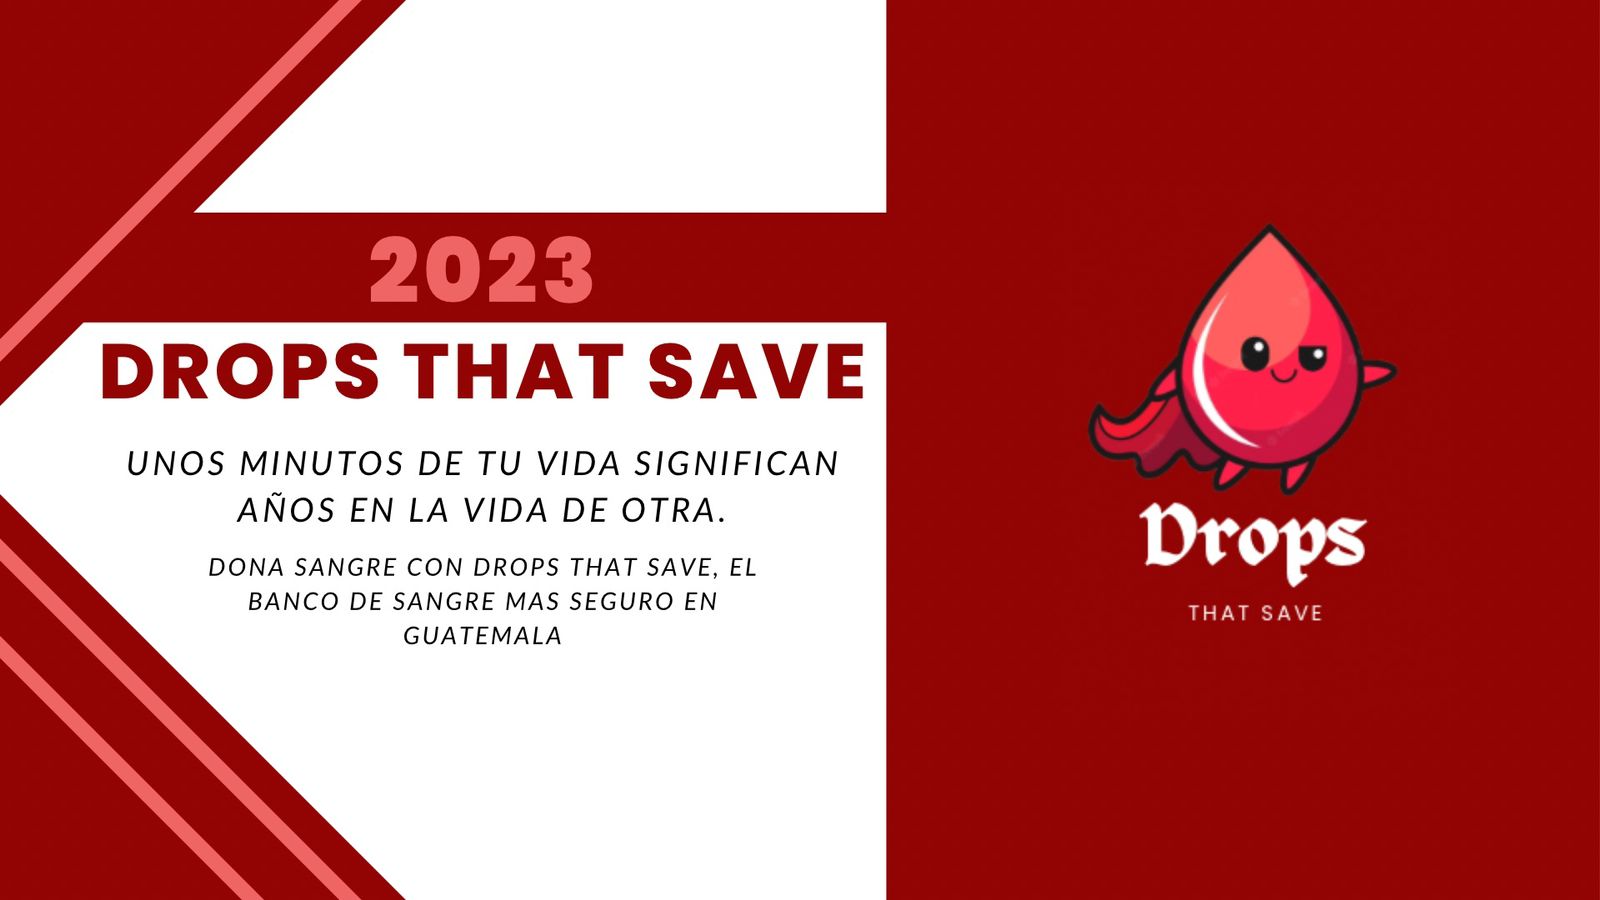 2023
DROPS THAT SAVE
UNOS MINUTOS DE TU VIDA SIGNIFICAN
AÑOS EN LA VIDA DE OTRA.
DONA SANGRE CON DROPS THAT SAVE, EL
BANCO DE SANGRE MAS SEGURO EN
GUATEMALA
Drops
THAT SAVE